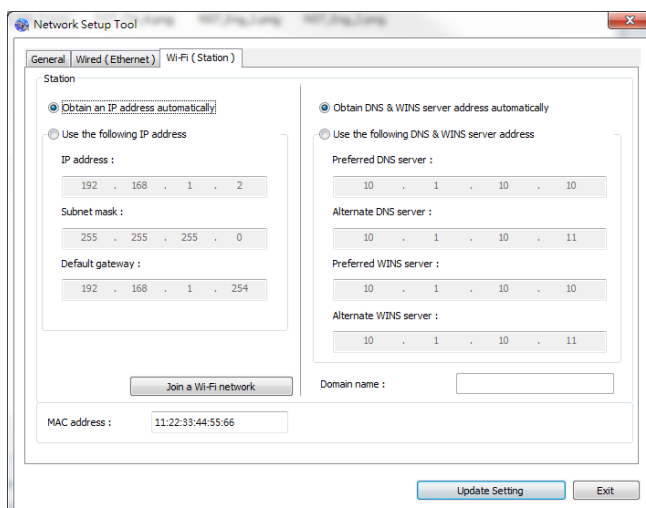 Network Setup Tool
General Wired ( Ethernet ) Wi-Fi ( Station )
Station
Obtain an IP address automatically
Use the following IP address
IP address :
192 . 168 . 1 . 2
Subnet mask :
255 . 255 . 255 . 0
Default gateway :
192 . 168 . 1 . 254
Join a Wi-Fi network
Obtain DNS & WINS server address automatically
Use the following DNS & WINS server address
Preferred DNS server :
10 . 1 . 10 . 10
Alternate DNS server :
10 . 1 . 10 . 11
Preferred WINS server :
10 . 1 . 10 . 10
Alternate WINS server :
10 . 1 . 10 . 11
Domain name :
MAC address : 11:22:33:44:55:66
Update Setting Exit